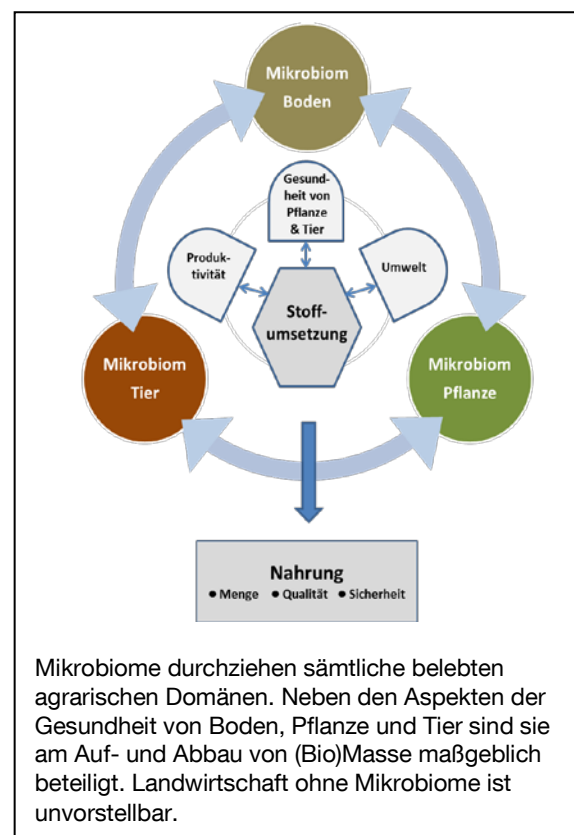 Mikrobiom
Boden
Gesund-
heit von
Pflanze
& Tier
Produk-
tivität
Umwelt
Stoff-
umsetzung
Mikrobiom
Tier
Mikrobiom
Pflanze
Nahrung
● Menge ● Qualität ● Sicherheit
Mikrobiome durchziehen sämtliche belebten
agrarischen Domänen. Neben den Aspekten der
Gesundheit von Boden, Pflanze und Tier sind sie
am Auf- und Abbau von (Bio)Masse maßgeblich
beteiligt. Landwirtschaft ohne Mikrobiome ist
unvorstellbar.